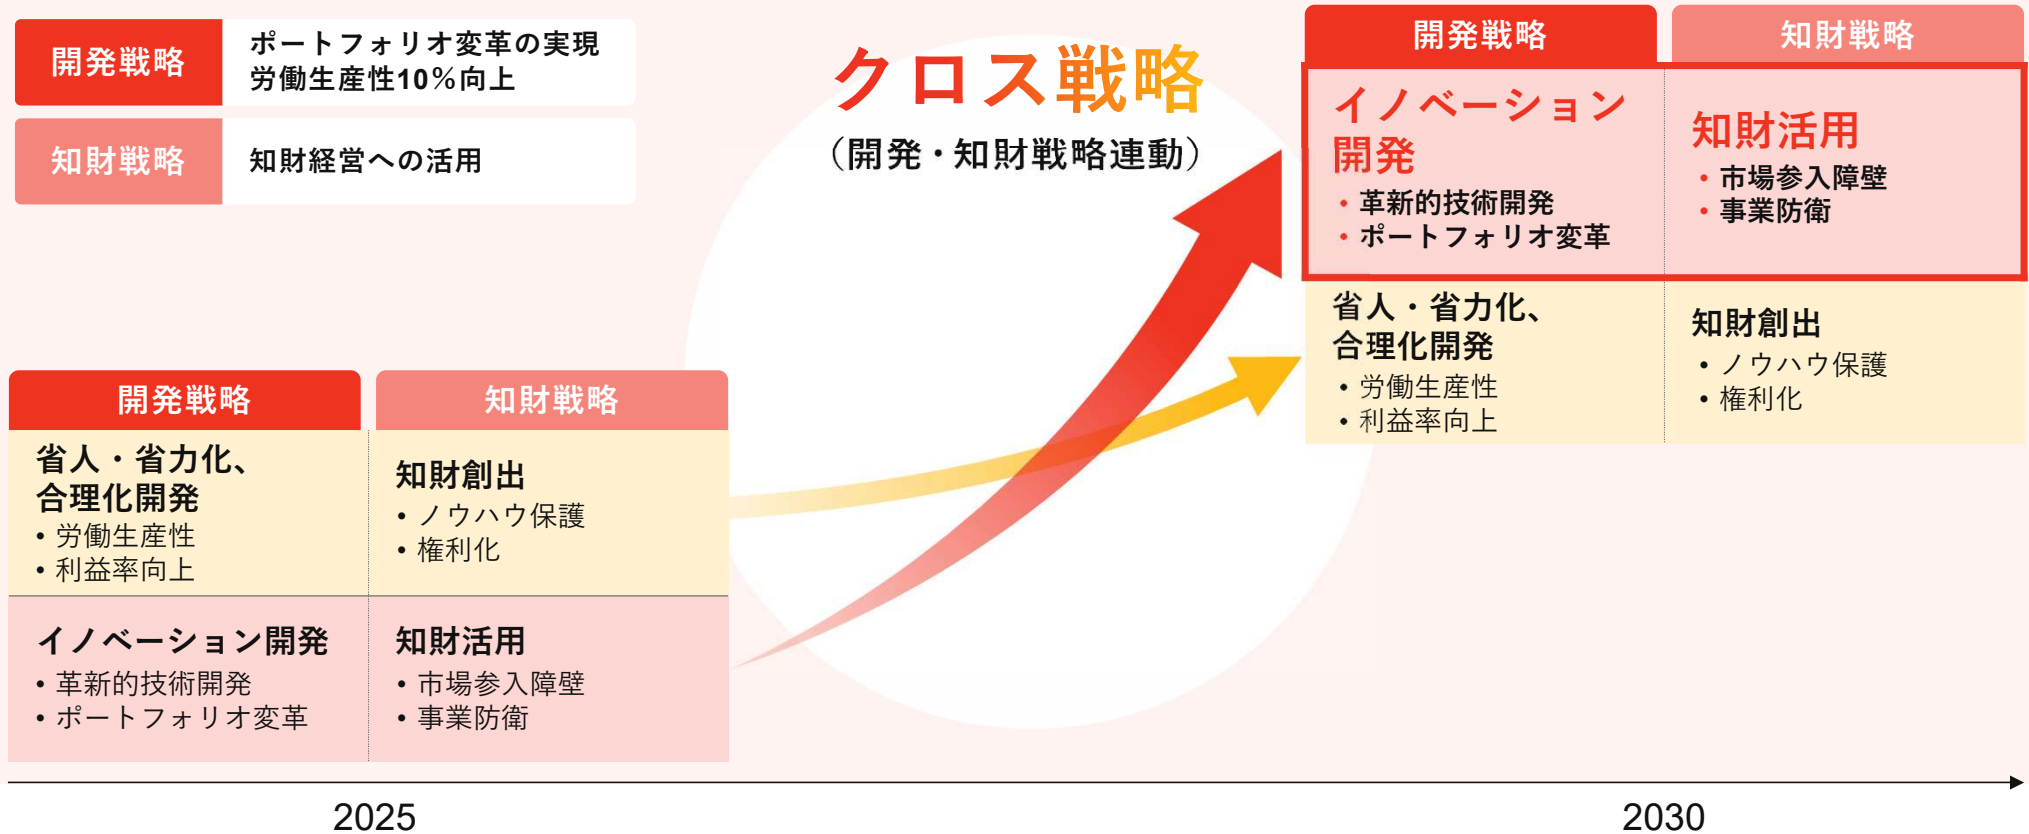 開発戦略
ポートフォリオ変革の実現
労働生産性10%向上
知財戦略
知財経営への活用
クロス戦略
（開発・知財戦略連動）
開発戦略
知財戦略
イノベーション
開発
・革新的技術開発
・ポートフォリオ変革
知財活用
・市場参入障壁
・事業防衛
省人・省力化、
合理化開発
・労働生産性
・利益率向上
知財創出
・ノウハウ保護
・権利化
開発戦略
知財戦略
省人・省力化、
合理化開発
・労働生産性
・利益率向上
知財創出
・ノウハウ保護
・権利化
イノベーション開発
・革新的技術開発
・ポートフォリオ変革
知財活用
・市場参入障壁
・事業防衛
2025
2030